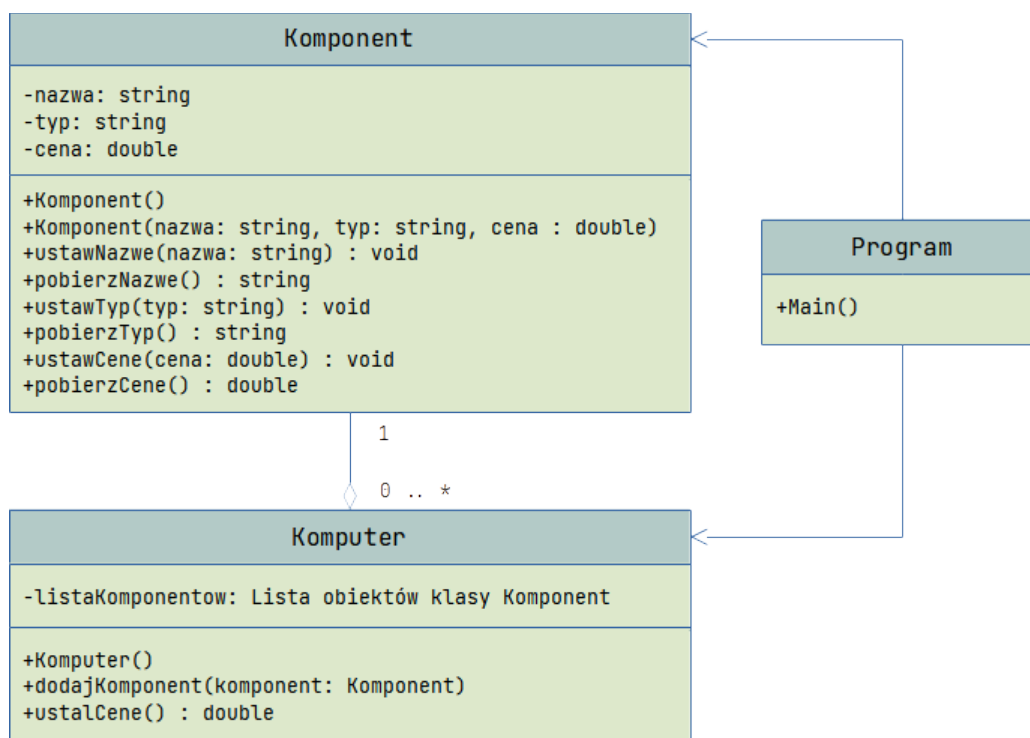 Komponent
-nazwa: string
-typ: string
-cena: double
+Komponent()
+Komponent(nazwa: string, typ: string, cena : double)
+ustawNazwe(nazwa: string) : void
+pobierzNazwe() : string
+ustawTyp(typ: string) : void
+pobierzTyp() : string
+ustawCene(cena: double) : void
+pobierzCene() : double
Program
+Main()
1
0 .. *
Komputer
-listaKomponentow: Lista obiektów klasy Komponent
+Komputer()
+dodajKomponent(komponent: Komponent)
+ustalCene() : double